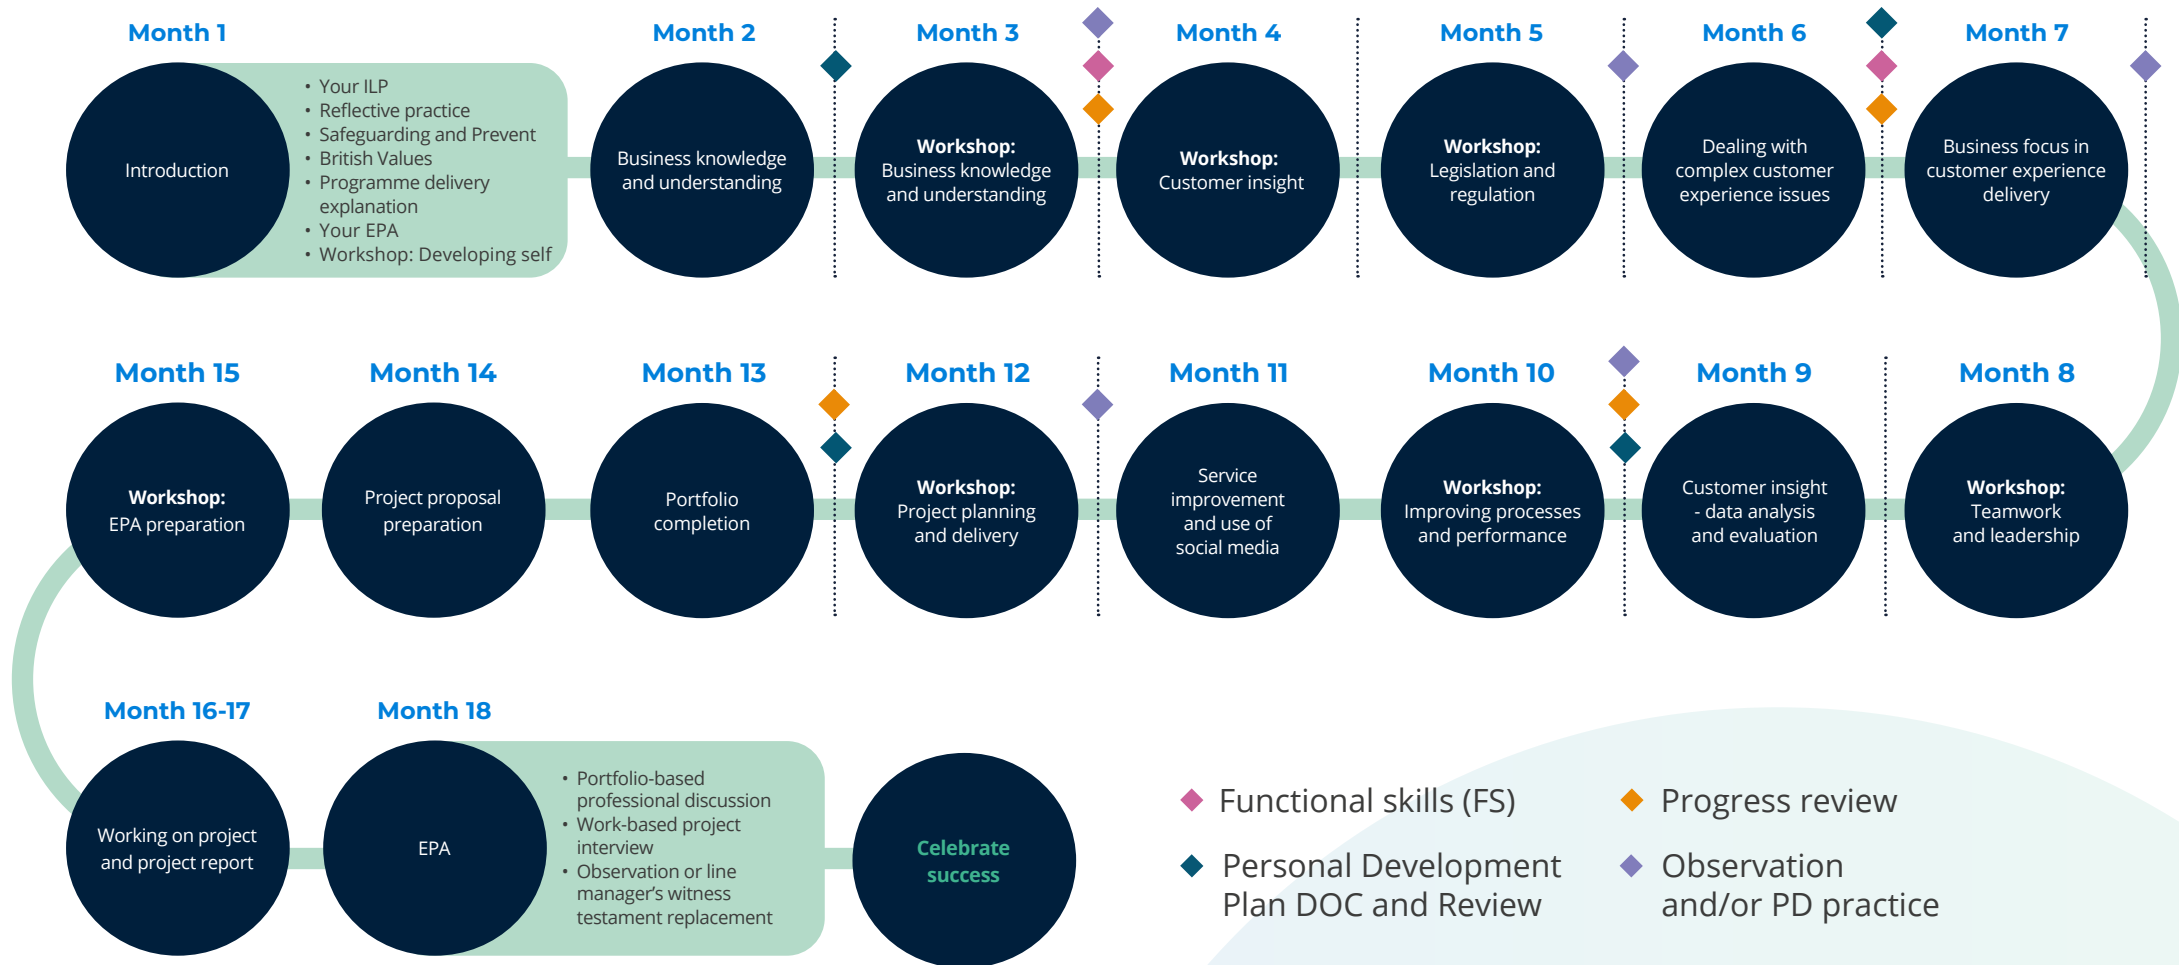 Month 1
Introduction
• Your ILP
• Reflective practice
• Safeguarding and Prevent
• British Values
• Programme delivery
explanation
• Your EPA
• Workshop: Developing self
Month 2
Business knowledge
and understanding
Month 3
Workshop:
Business knowledge
and understanding
Month 4
Workshop:
Customer insight
Month 5
Workshop:
Legislation and
regulation
Month 6
Dealing with
complex customer
experience issues
Month 7
Business focus in
customer experience
delivery
Month 8
Workshop:
Teamwork
and leadership
Month 9
Customer insight
- data analysis
and evaluation
Month 10
Workshop:
Improving processes
and performance
Month 11
Service
improvement
and use of
social media
Month 12
Workshop:
Project planning
and delivery
Month 13
Portfolio
completion
Month 14
Project proposal
preparation
Month 15
Workshop:
EPA preparation
Month 16-17
Working on project
and project report
Month 18
EPA
• Portfolio-based
professional discussion
• Work-based project
interview
• Observation or line
manager's witness
testament replacement
Celebrate
success
Functional skills (FS)
Personal Development
Plan DOC and Review
Progress review
Observation
and/or PD practice